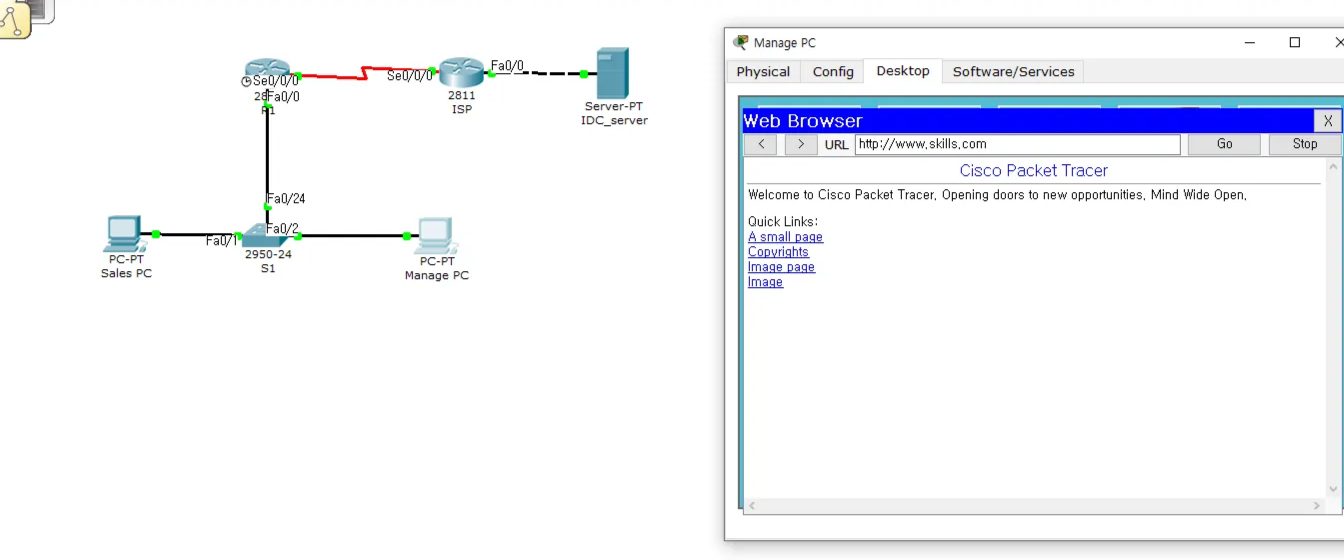 Se0/0/0
Fa0/0
R1
Se0/0/0
2811
ISP
Fa0/0
Server-PT
IDC_server
Fa0/24
Fa0/2
Fa0/1
2950-24
S1
PC-PT
Sales PC
PC-PT
Manage PC
Manage PC
Physical
Config
Desktop
Software/Services
Web Browser
X
<
>
URL
http://www.skills.com
Go
Stop
Cisco Packet Tracer
Welcome to Cisco Packet Tracer. Opening doors to new opportunities. Mind Wide Open.
Quick Links:
A small page
Copyrights
Image page
Image